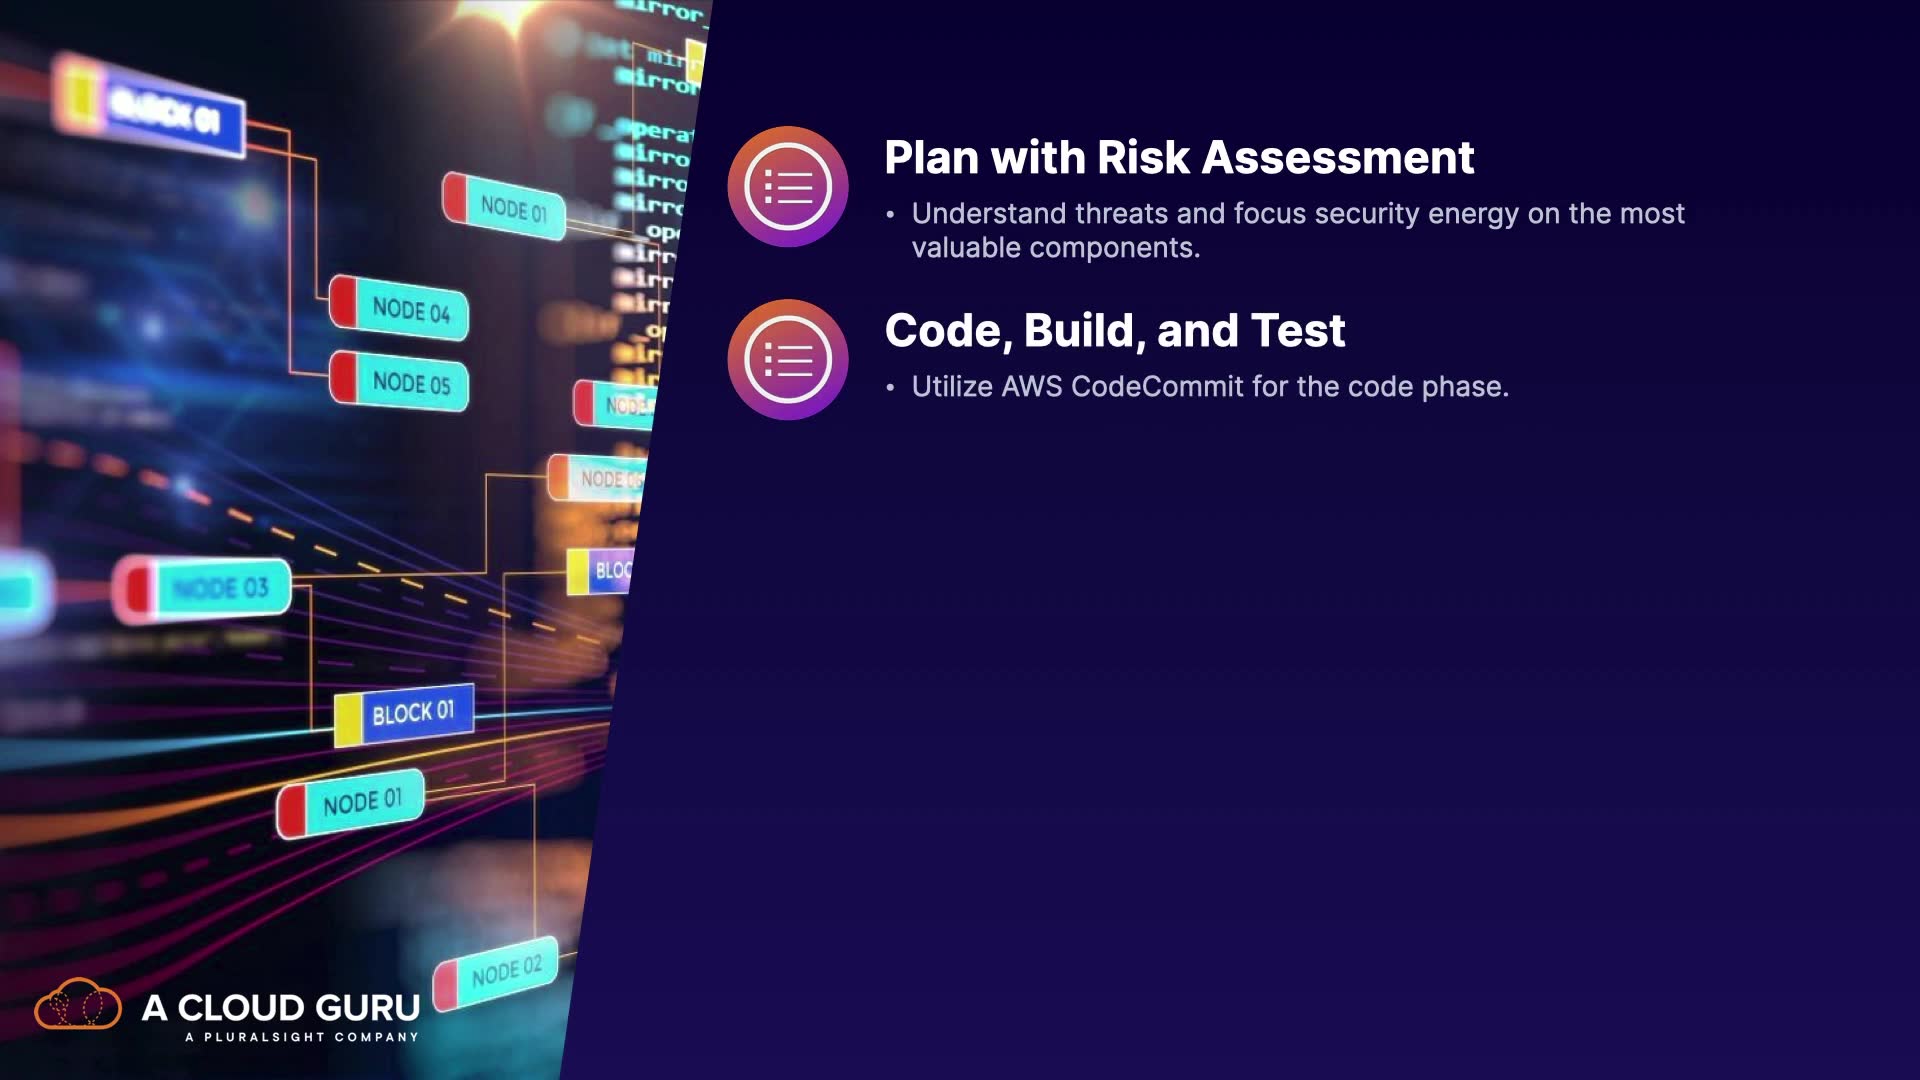 Plan with Risk Assessment
• Understand threats and focus security energy on the most
valuable components.
Code, Build, and Test
• Utilize AWS CodeCommit for the code phase.
BLOCK 01
NODE 01
NODE 04
NODE 05
NODE 03
BLOCK 01
NODE 01
NODE 02
A CLOUD GURU
A PLURALSIGHT COMPANY